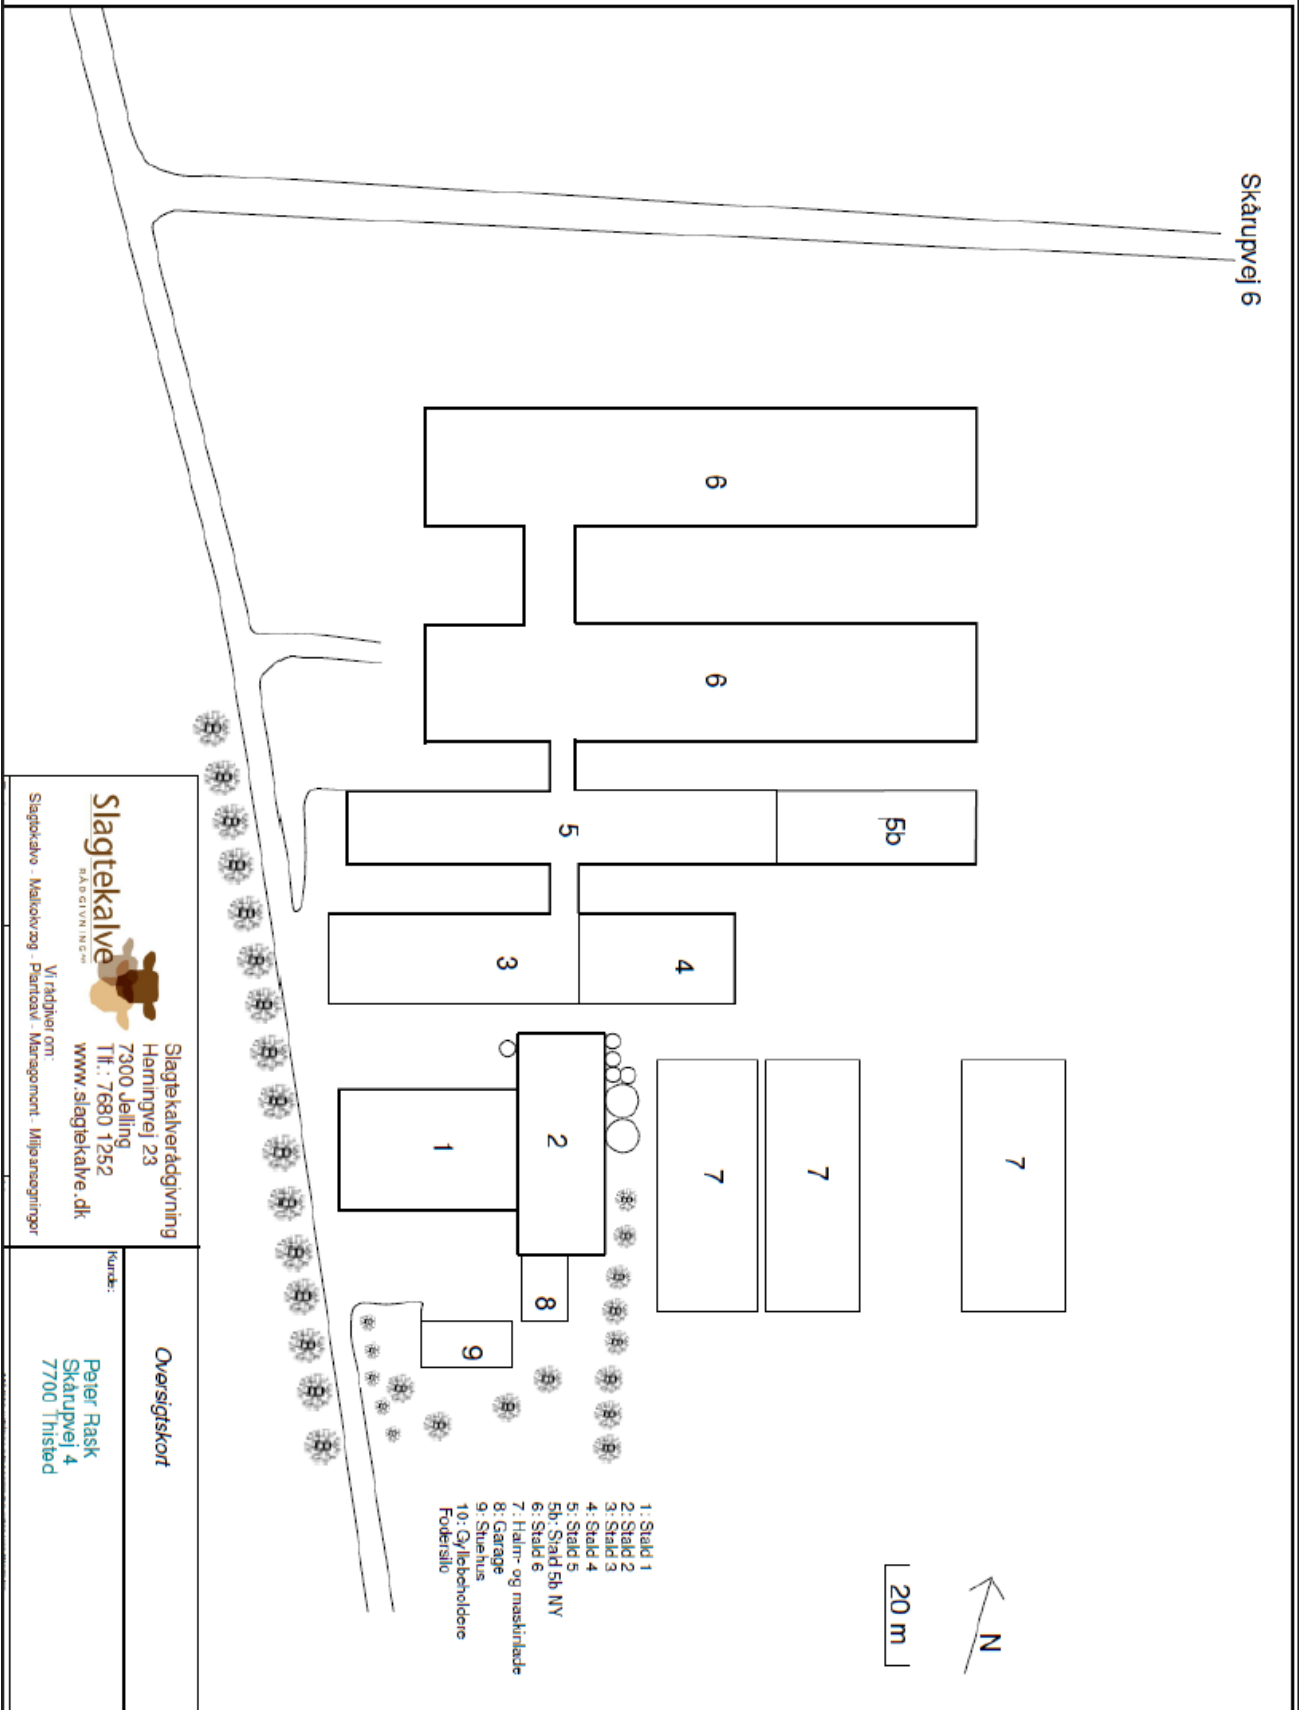 Skårupvej 6
6
6
5
5b
3
4
1
2
7
7
7
8
9
N
20 m
1: Stald 1
2: Stald 2
3: Stald 3
4: Stald 4
5: Stald 5
5b: Stald 5b NY
6: Stald 6
7: Halm- og maskinlade
8: Garage
9: Stuehus
10: Gyllebeholdere
Fodersilo
Slagtekalve
RÅDGIVNING
Slagtekalverådgivning
Herningvej 23
7300 Jelling
Tlf.: 7680 1252
www.slagtekalve.dk
Vi rådgiver om:
Slagtekalve - Malkekvæg - Planteavl - Management - Miljøansøgninger
Oversigtskort
Kunde:
Peter Rask
Skårupvej 4
7700 Thisted